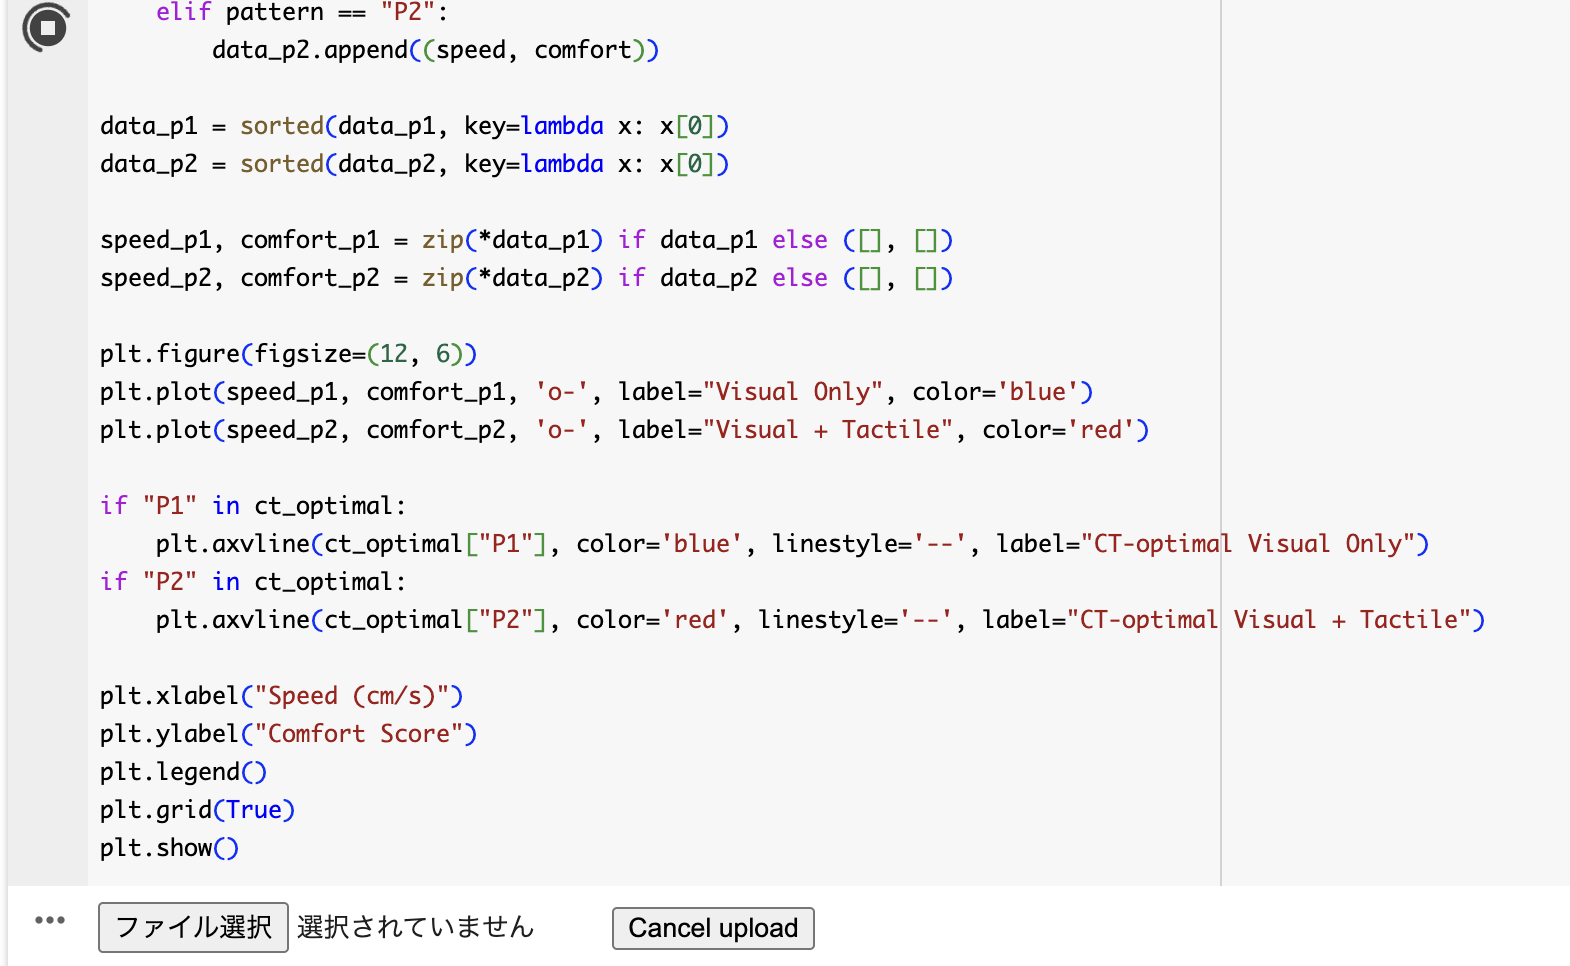 elif pattern == "P2":
        data_p2.append((speed, comfort))
data_p1 = sorted(data_p1, key=lambda x: x[0])
data_p2 = sorted(data_p2, key=lambda x: x[0])
speed_p1, comfort_p1 = zip(*data_p1) if data_p1 else ([], [])
speed_p2, comfort_p2 = zip(*data_p2) if data_p2 else ([], [])
plt.figure(figsize=(12, 6))
plt.plot(speed_p1, comfort_p1, 'o-', label="Visual Only", color='blue')
plt.plot(speed_p2, comfort_p2, 'o-', label="Visual + Tactile", color='red')
if "P1" in ct_optimal:
    plt.axvline(ct_optimal["P1"], color='blue', linestyle='--', label="CT-optimal Visual Only")
if "P2" in ct_optimal:
    plt.axvline(ct_optimal["P2"], color='red', linestyle='--', label="CT-optimal Visual + Tactile")
plt.xlabel("Speed (cm/s)")
plt.ylabel("Comfort Score")
plt.legend()
plt.grid(True)
plt.show()
ファイル選択 選択されていません Cancel upload